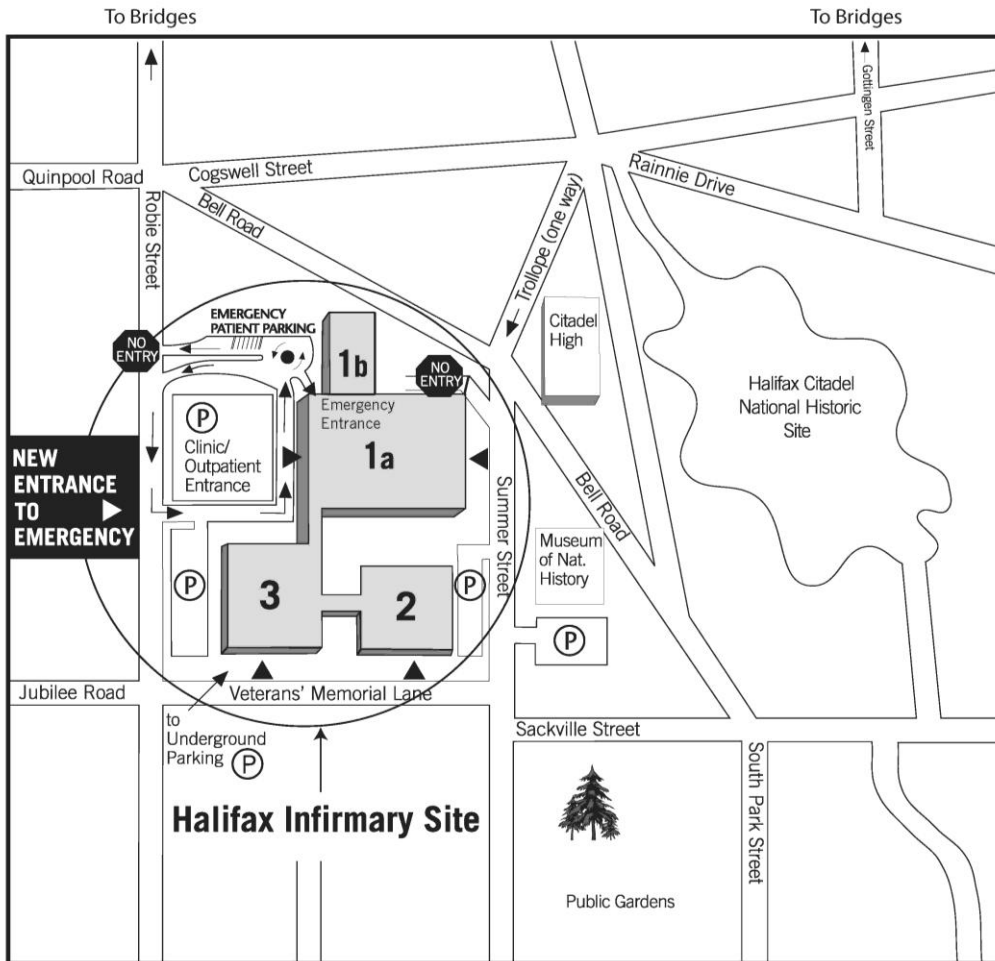 To Bridges
To Bridges
Gottingen Street
Quinpool Road
Cogswell Street
Rainnie Drive
Robie Street
Bell Road
Trollope (one way)
EMERGENCY
PATIENT PARKING
NO
ENTRY
1b
NO
ENTRY
Citadel
High
Halifax Citadel
National Historic
Site
Emergency
Entrance
P
Clinic/
Outpatient
Entrance
1a
NEW
ENTRANCE
TO
EMERGENCY
Summer Street
Bell Road
Museum
of Nat.
History
P
3
2
P
P
Jubilee Road
Veterans' Memorial Lane
to
Underground
Parking P
Sackville Street
South Park Street
Halifax Infirmary Site
Public Gardens